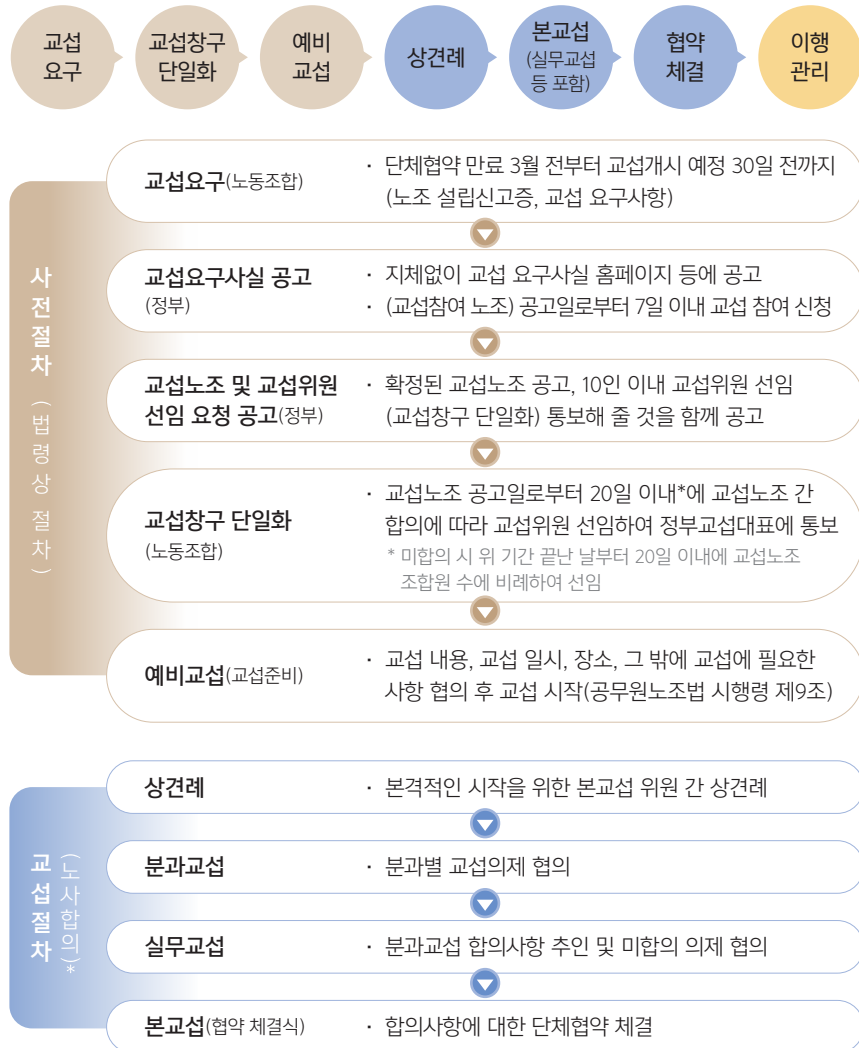 교섭
요구
교섭창구
단일화
예비
교섭
상견례
본교섭
(실무교섭
등 포함)
협약
체결
이행
관리
사전절차 (법령상 절차)
교섭요구(노동조합)
· 단체협약 만료 3월 전부터 교섭개시 예정 30일 전까지
(노조 설립신고증, 교섭 요구사항)
교섭요구사실 공고
(정부)
· 지체없이 교섭 요구사실 홈페이지 등에 공고
· (교섭참여 노조) 공고일로부터 7일 이내 교섭 참여 신청
교섭노조 및 교섭위원
선임 요청 공고(정부)
· 확정된 교섭노조 공고, 10인 이내 교섭위원 선임
(교섭창구 단일화) 통보해 줄 것을 함께 공고
교섭창구 단일화
(노동조합)
· 교섭노조 공고일로부터 20일 이내*에 교섭노조 간
합의에 따라 교섭위원 선임하여 정부교섭대표에 통보
* 미합의 시 위 기간 끝난 날부터 20일 이내에 교섭노조
조합원 수에 비례하여 선임
예비교섭(교섭준비)
· 교섭 내용, 교섭 일시, 장소, 그 밖에 교섭에 필요한
사항 협의 후 교섭 시작(공무원노조법 시행령 제9조)
교섭절차
(노사합의)*
상견례
· 본격적인 시작을 위한 본교섭 위원 간 상견례
분과교섭
· 분과별 교섭의제 협의
실무교섭
· 분과교섭 합의사항 추인 및 미합의 의제 협의
본교섭(협약 체결식)
· 합의사항에 대한 단체협약 체결